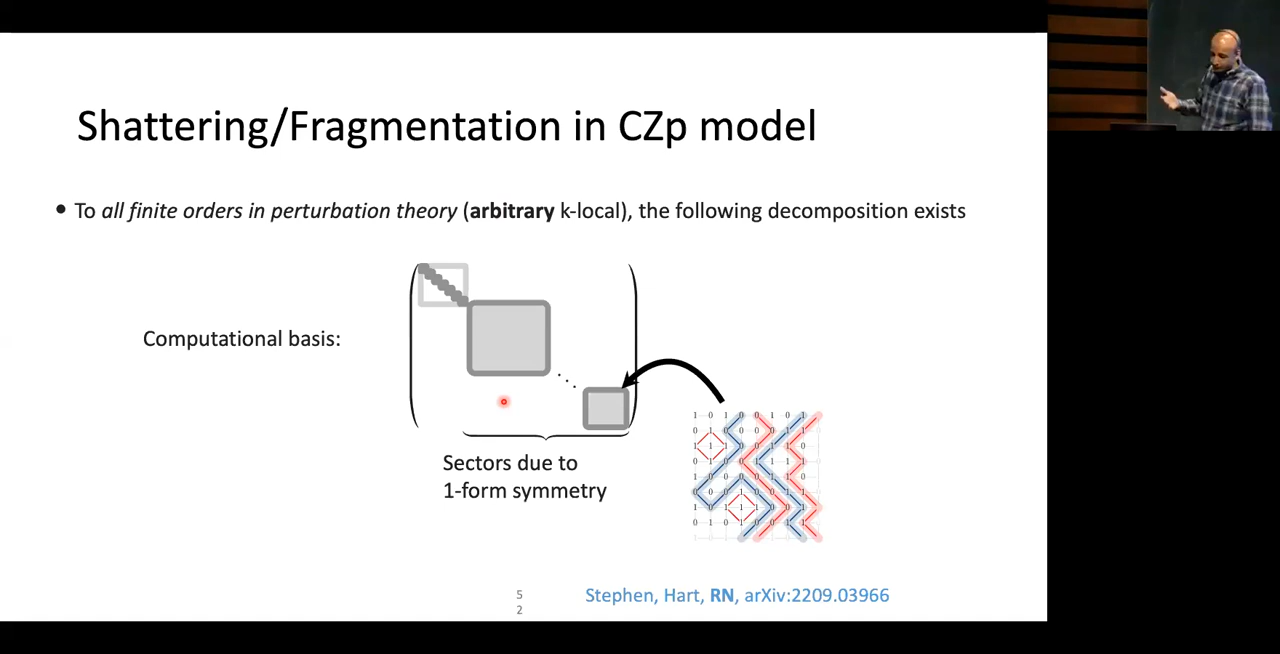 Shattering/Fragmentation in CZp model
• To all finite orders in perturbation theory (arbitrary k-local), the following decomposition exists
Computational basis:
Sectors due to
1-form symmetry
5
2
Stephen, Hart, RN, arXiv:2209.03966